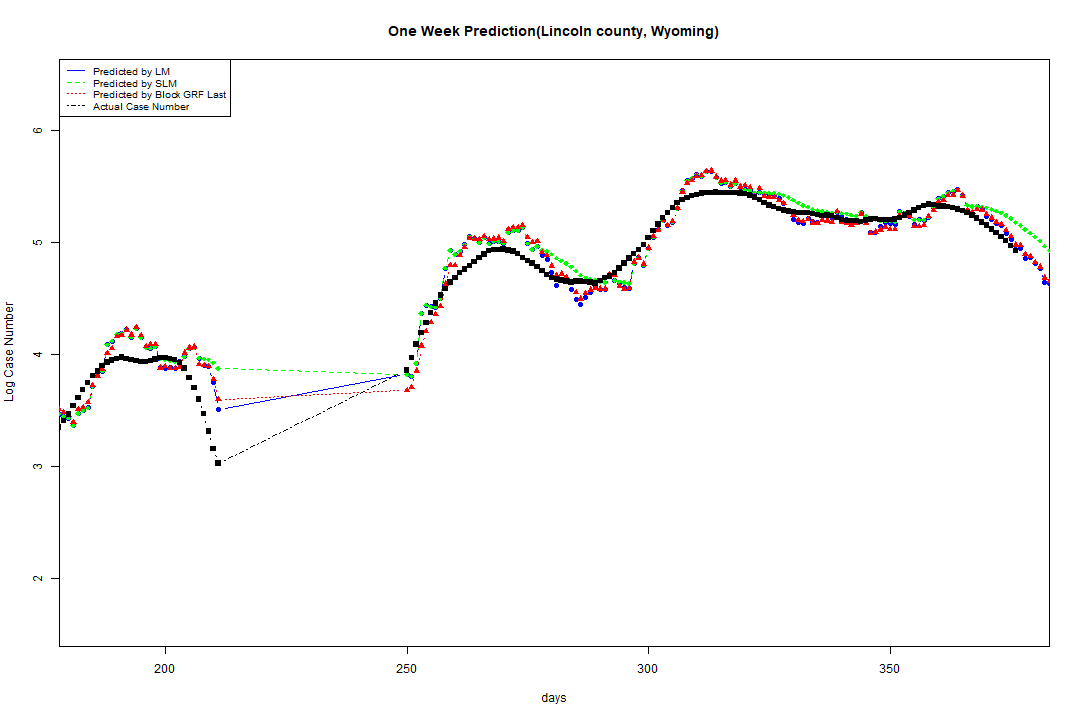 One Week Prediction(Lincoln county, Wyoming)
Predicted by LM
Predicted by SLM
Predicted by Block GRF Last
Actual Case Number
6
5
4
3
2
Log Case Number
200
250
300
350
days